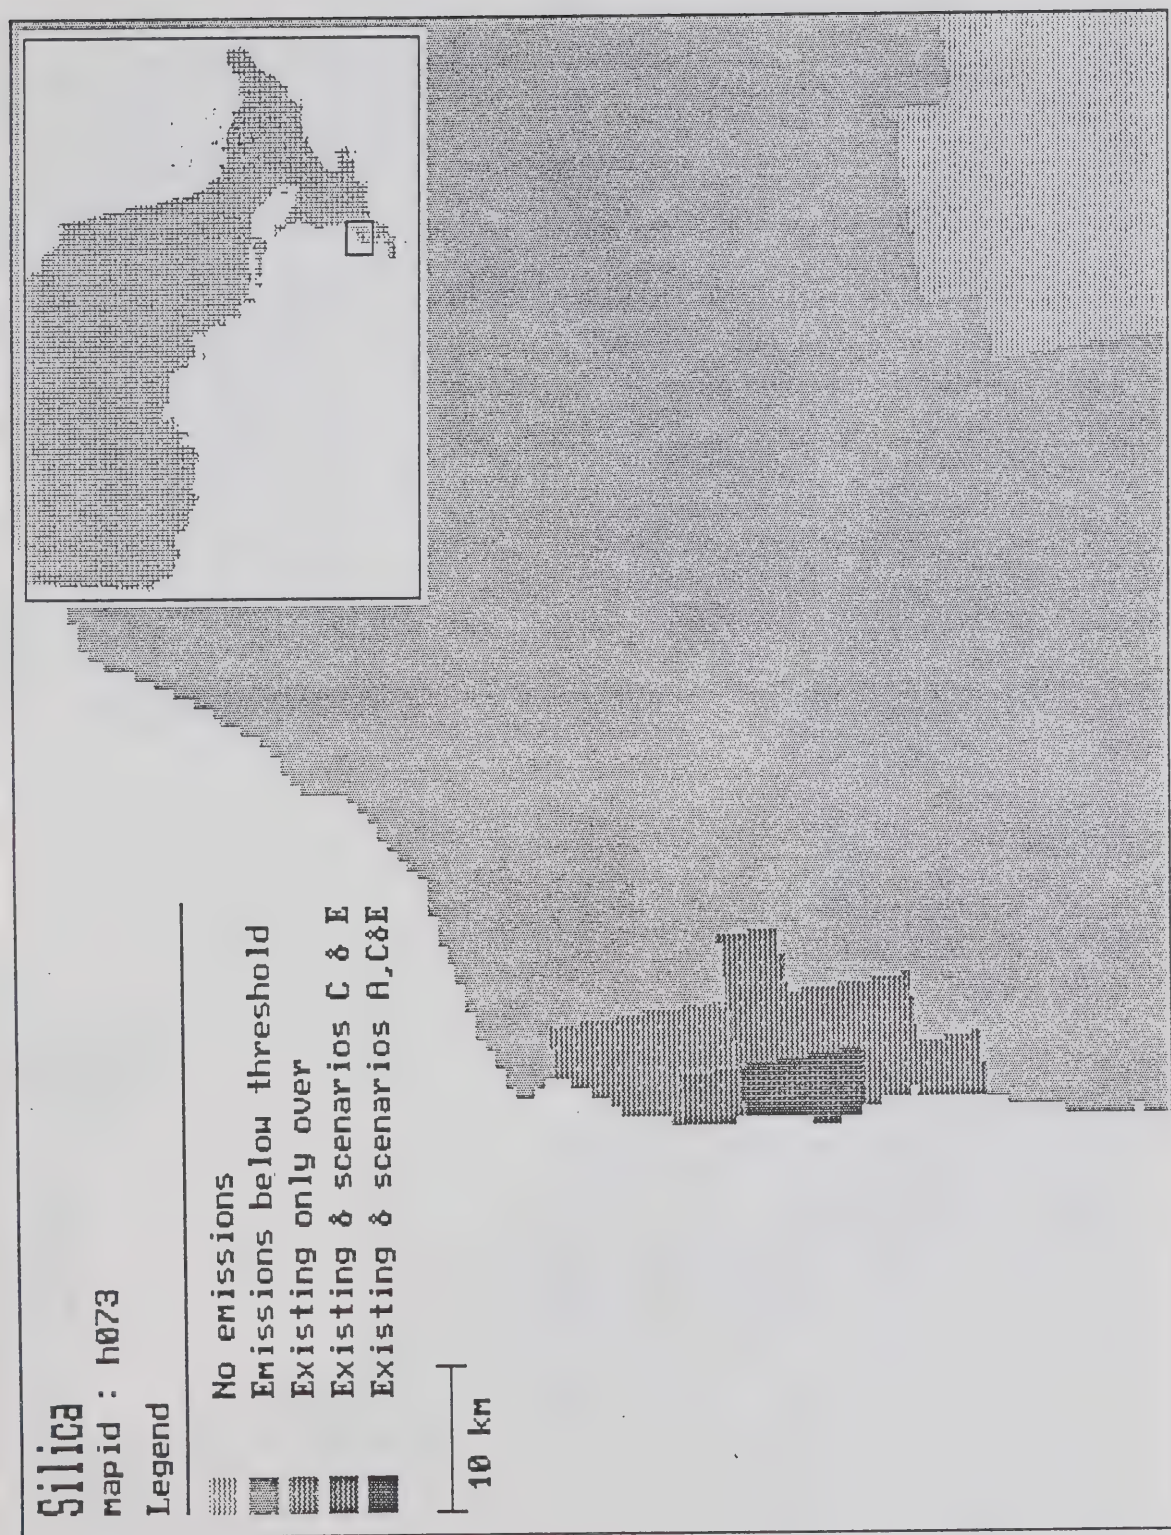 Silica
mapid : h073
Legend
No emissions
Emissions below threshold
Existing only over
Existing & scenarios C & E
Existing & scenarios A,C&E
10 km